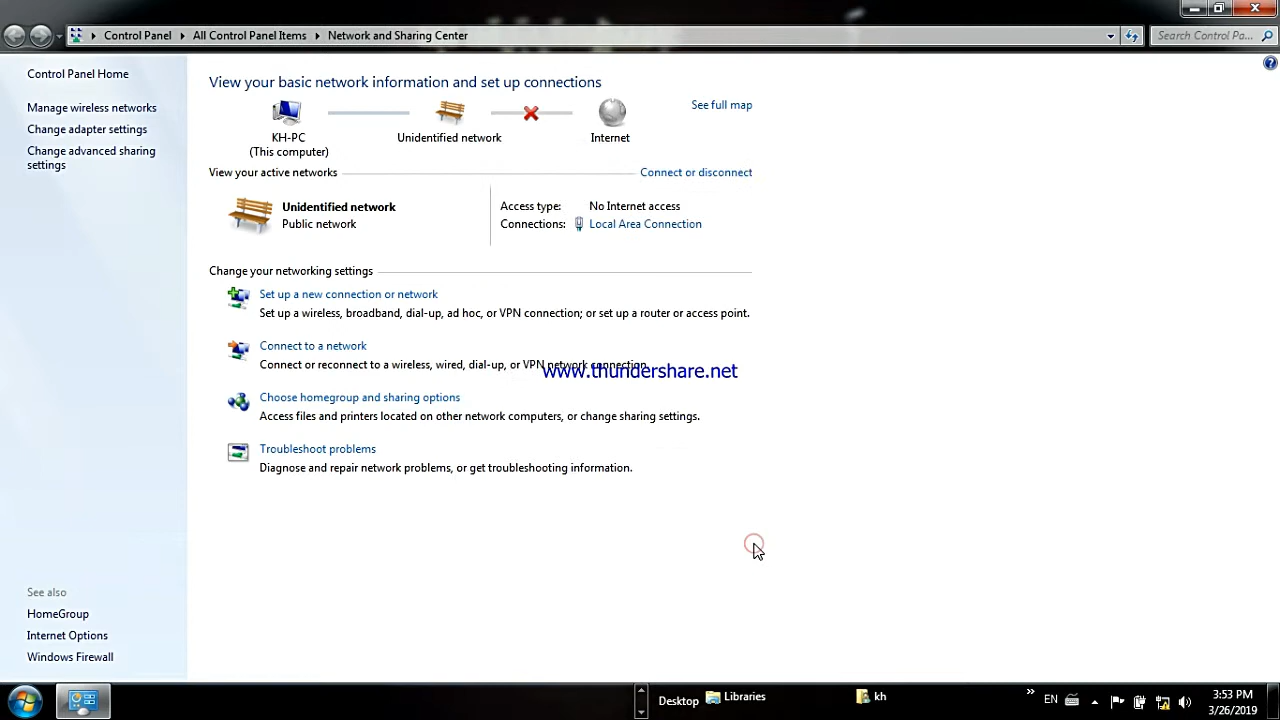 Control Panel
All Control Panel Items
Network and Sharing Center
Search Control Pa...
Control Panel Home
Manage wireless networks
Change adapter settings
Change advanced sharing
settings
View your basic network information and set up connections
See full map
KH-PC
(This computer)
Unidentified network
Internet
View your active networks
Connect or disconnect
Unidentified network
Public network
Access type: No Internet access
Connections: Local Area Connection
Change your networking settings
Set up a new connection or network
Set up a wireless, broadband, dial-up, ad hoc, or VPN connection; or set up a router or access point.
Connect to a network
Connect or reconnect to a wireless, wired, dial-up, or VPN network connection.
www.thundershare.net
Choose homegroup and sharing options
Access files and printers located on other network computers, or change sharing settings.
Troubleshoot problems
Diagnose and repair network problems, or get troubleshooting information.
See also
HomeGroup
Internet Options
Windows Firewall
Desktop
Libraries
kh
EN
3:53 PM
3/26/2019